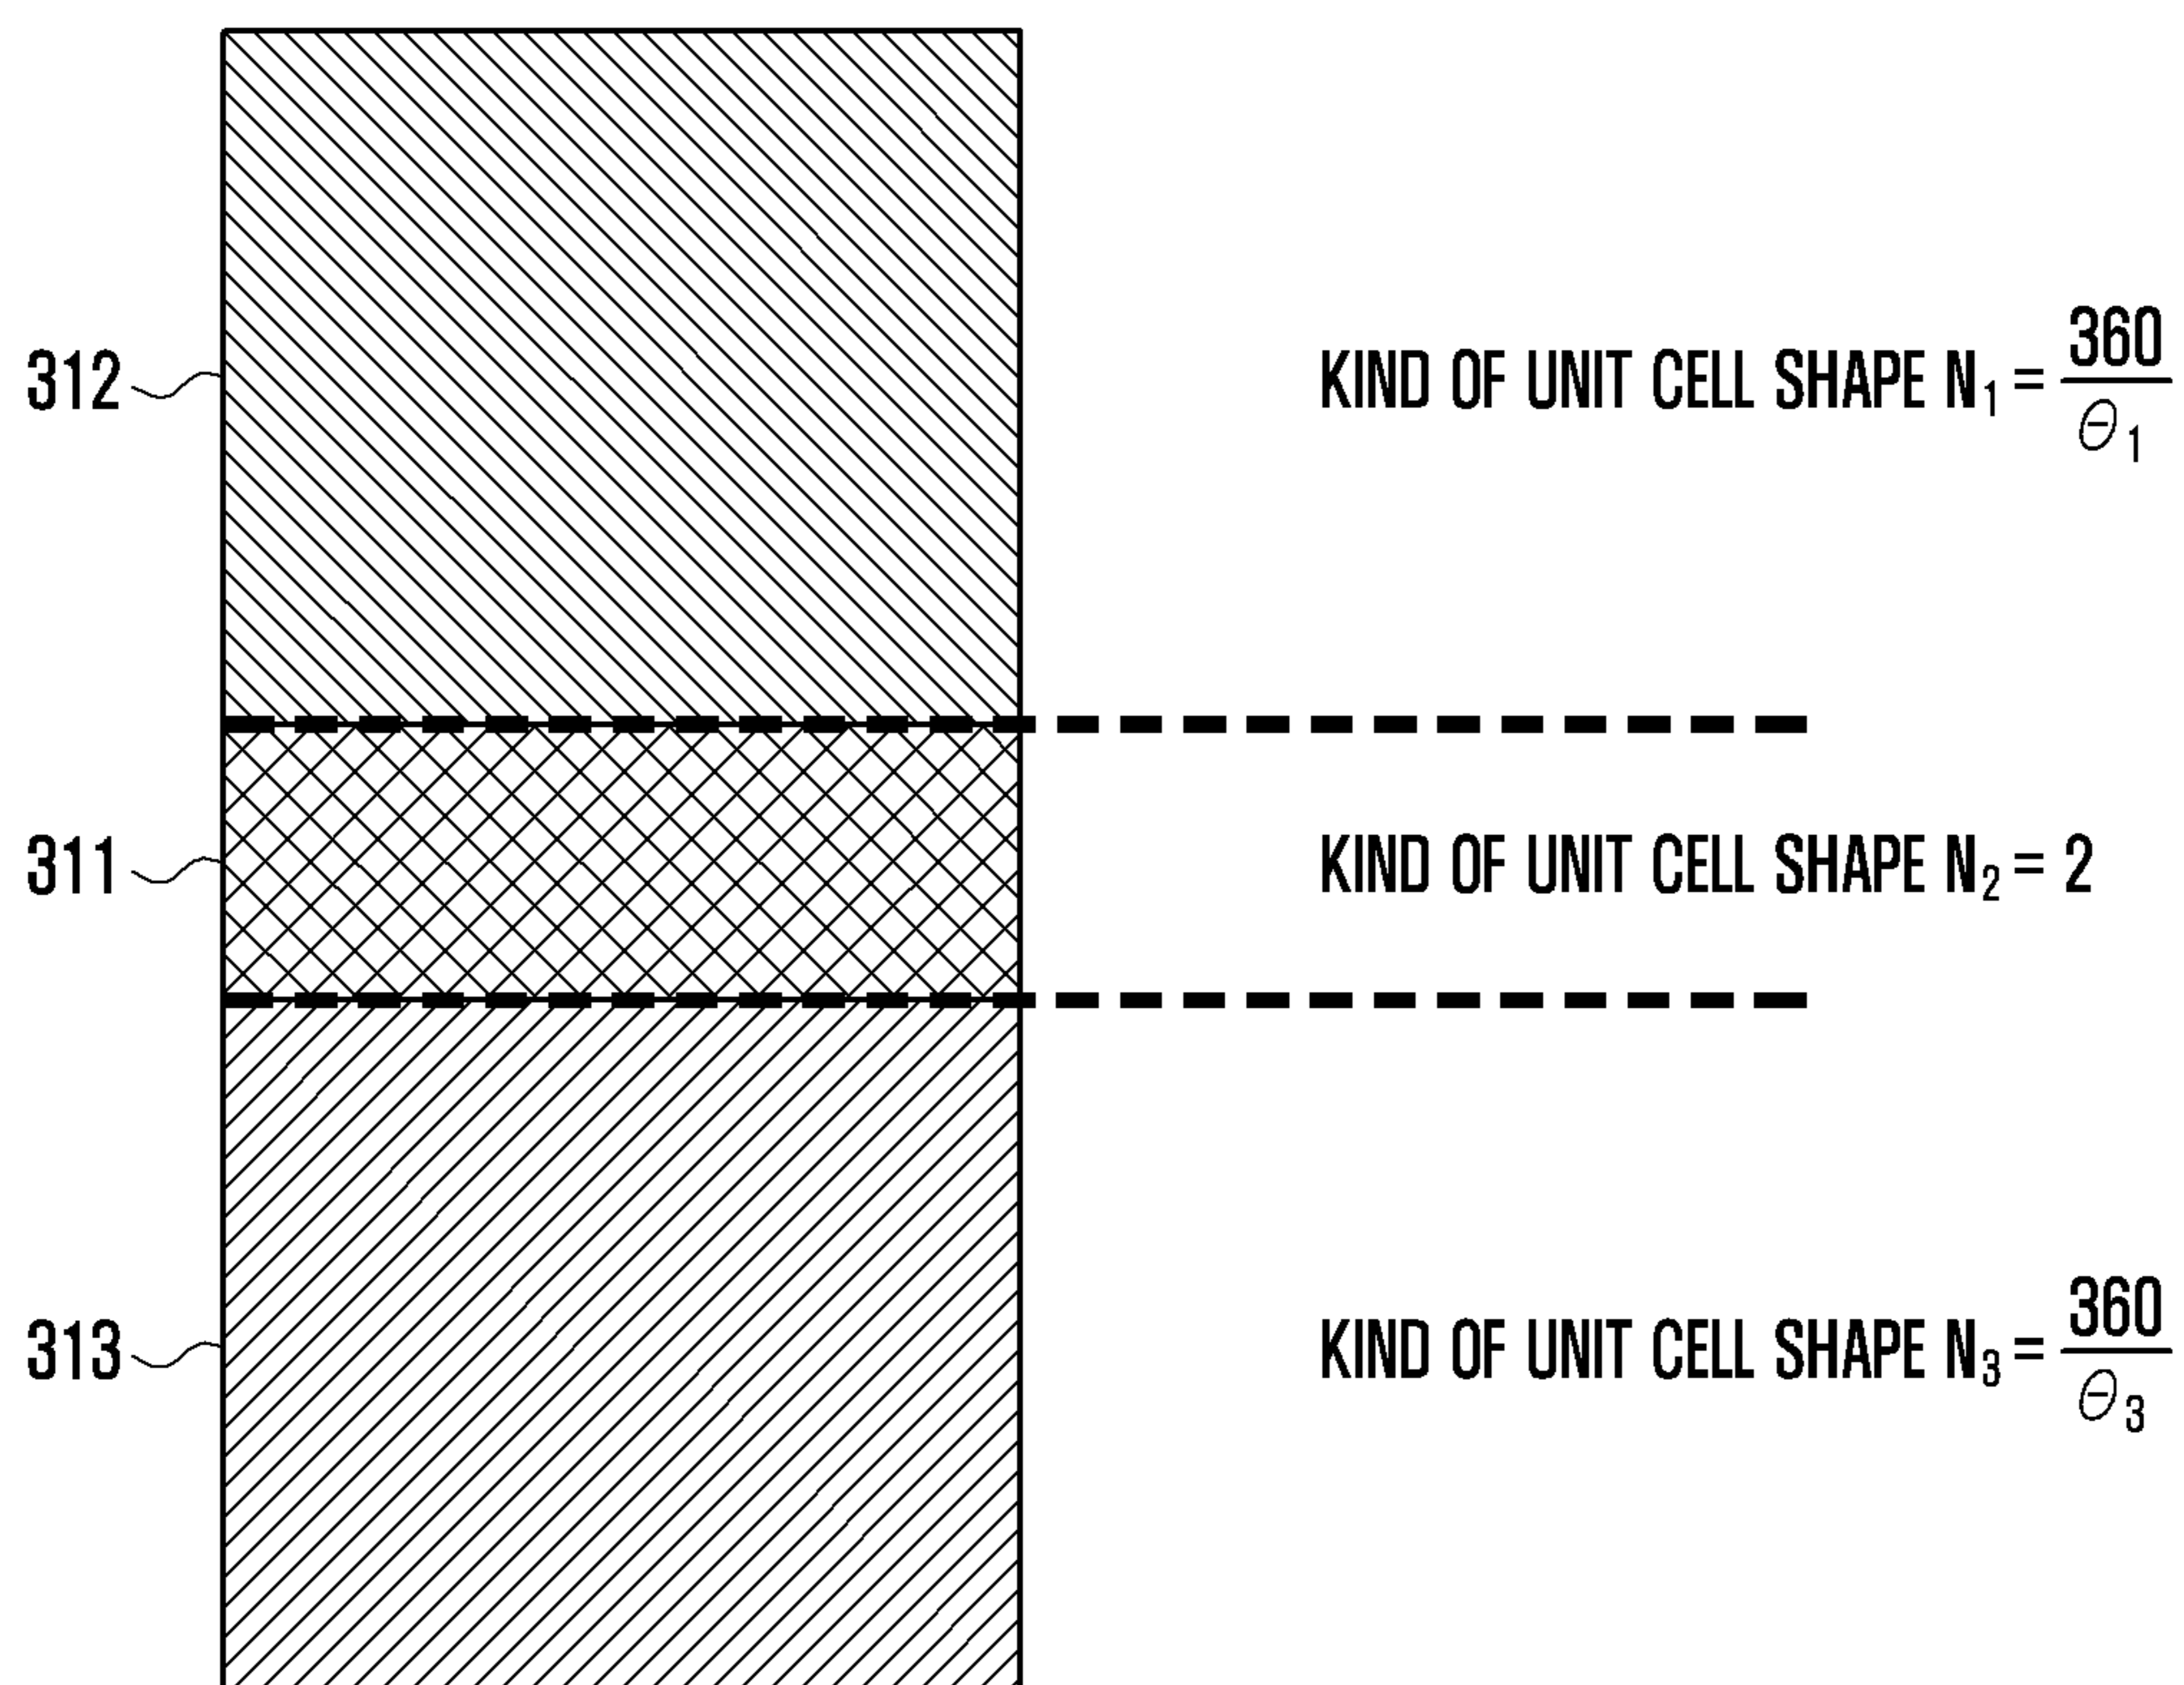 312 KIND OF UNIT CELL SHAPE N₁ = 360/Θ₁
311 KIND OF UNIT CELL SHAPE N₂ = 2
313 KIND OF UNIT CELL SHAPE N₃ = 360/Θ₃